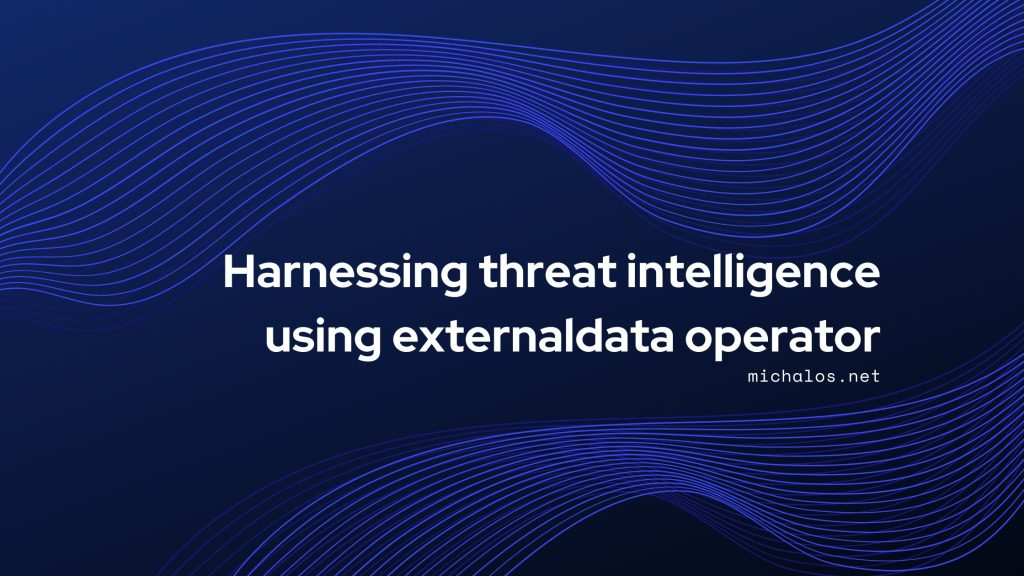 Harnessing threat intelligence
using externaldata operator
michalos.net